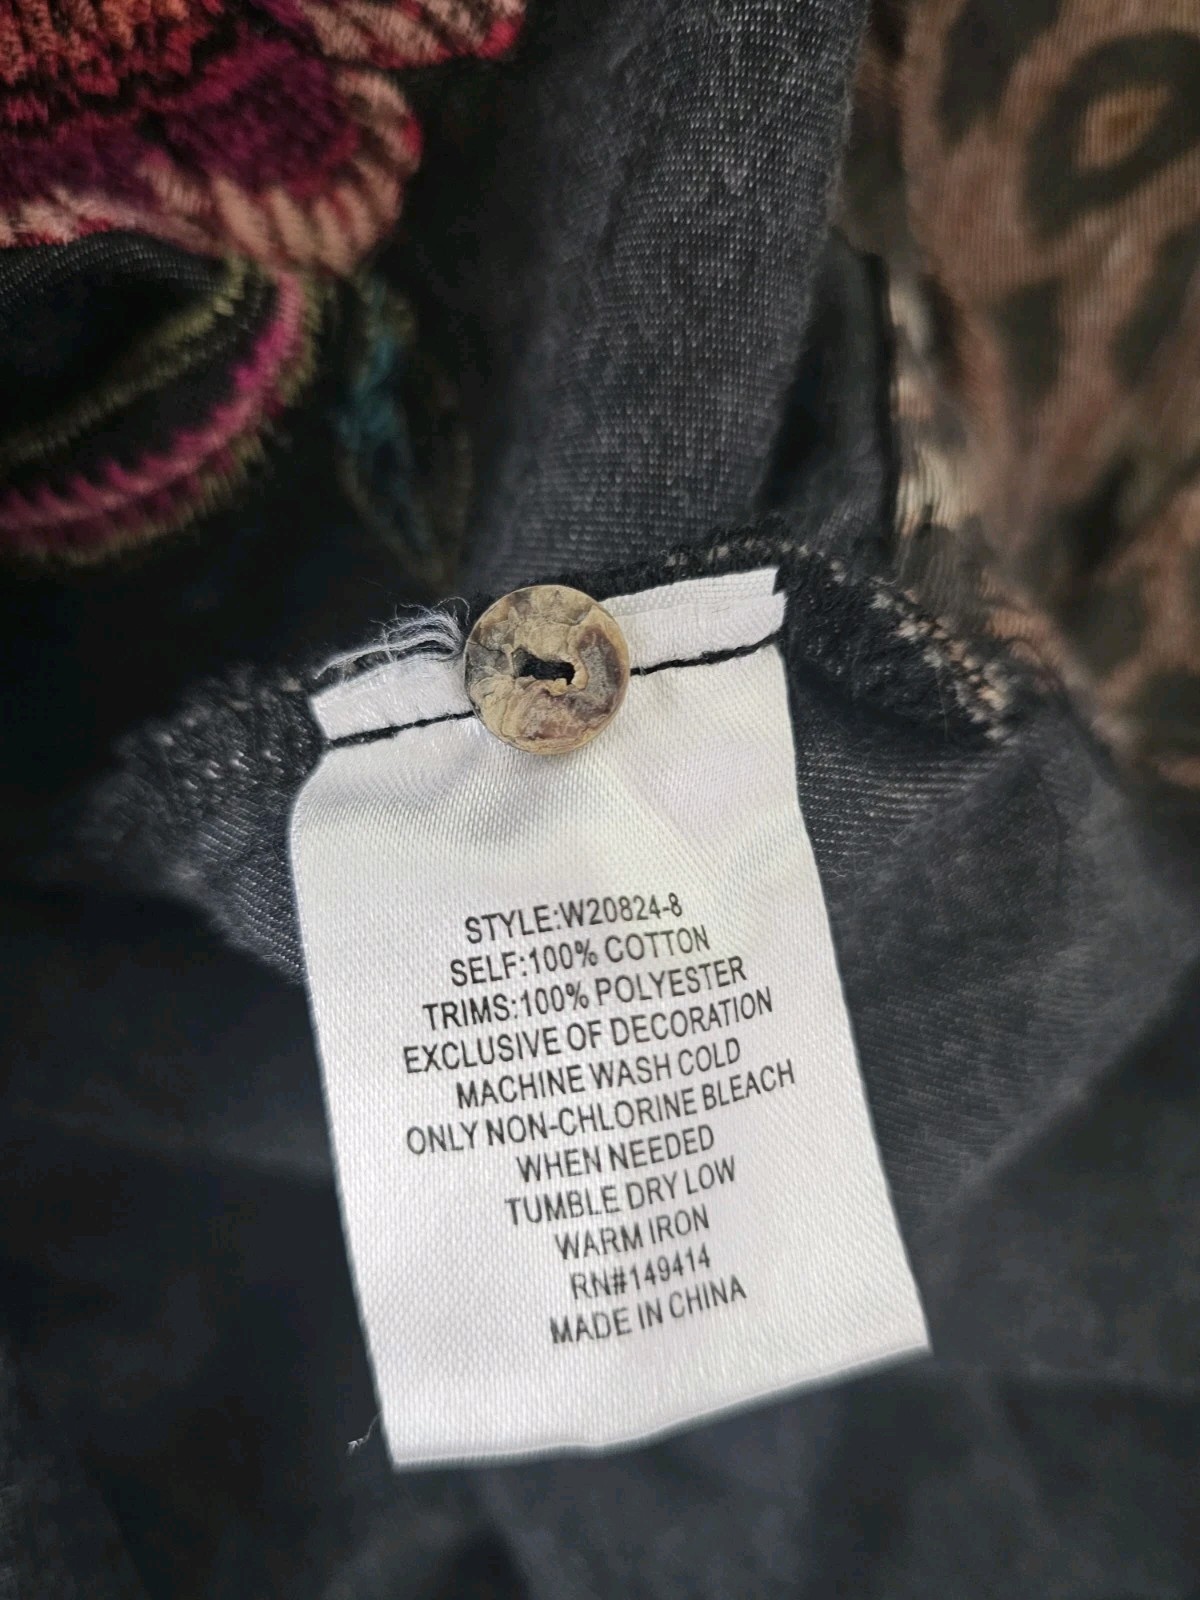 STYLE:W20824-8
SELF:100% COTTON
TRIMS:100% POLYESTER
EXCLUSIVE OF DECORATION
MACHINE WASH COLD
ONLY NON-CHLORINE BLEACH
WHEN NEEDED
TUMBLE DRY LOW
WARM IRON
RN#149414
MADE IN CHINA